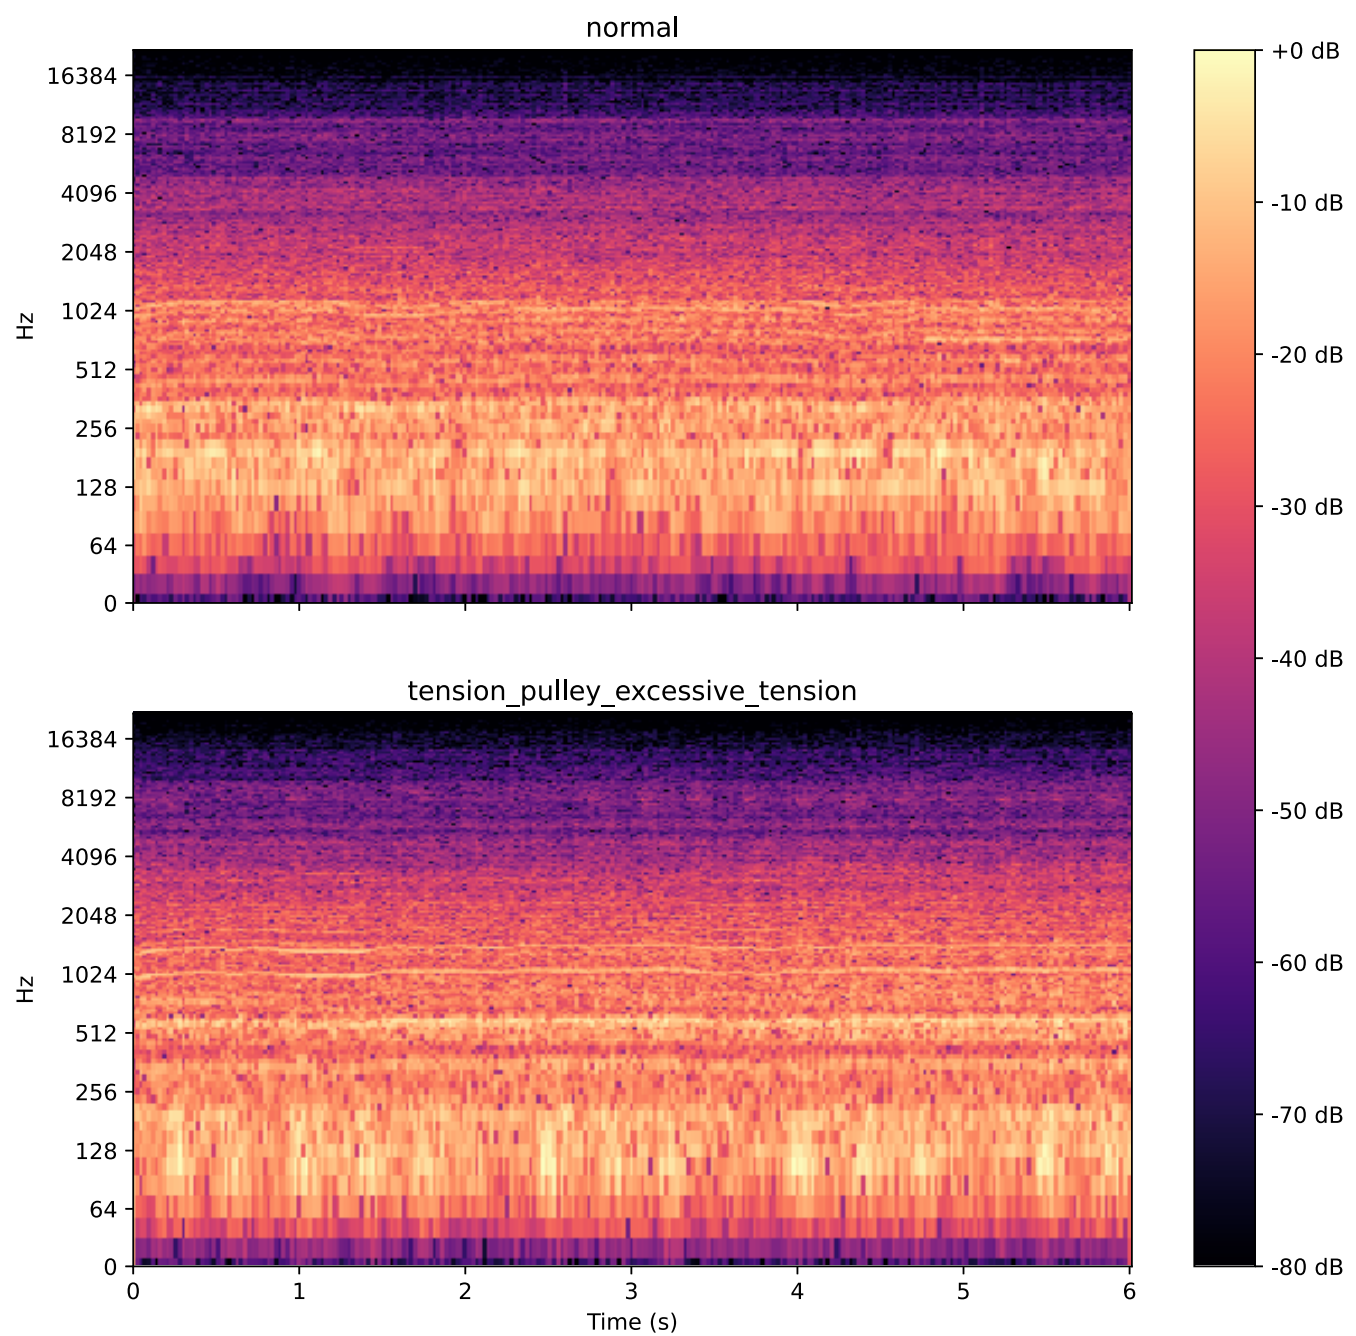 normal
Hz
16384
8192
4096
2048
1024
512
256
128
64
0
tension_pulley_excessive_tension
Hz
16384
8192
4096
2048
1024
512
256
128
64
0
0 1 2 3 4 5 6
Time (s)
+0 dB
-10 dB
-20 dB
-30 dB
-40 dB
-50 dB
-60 dB
-70 dB
-80 dB